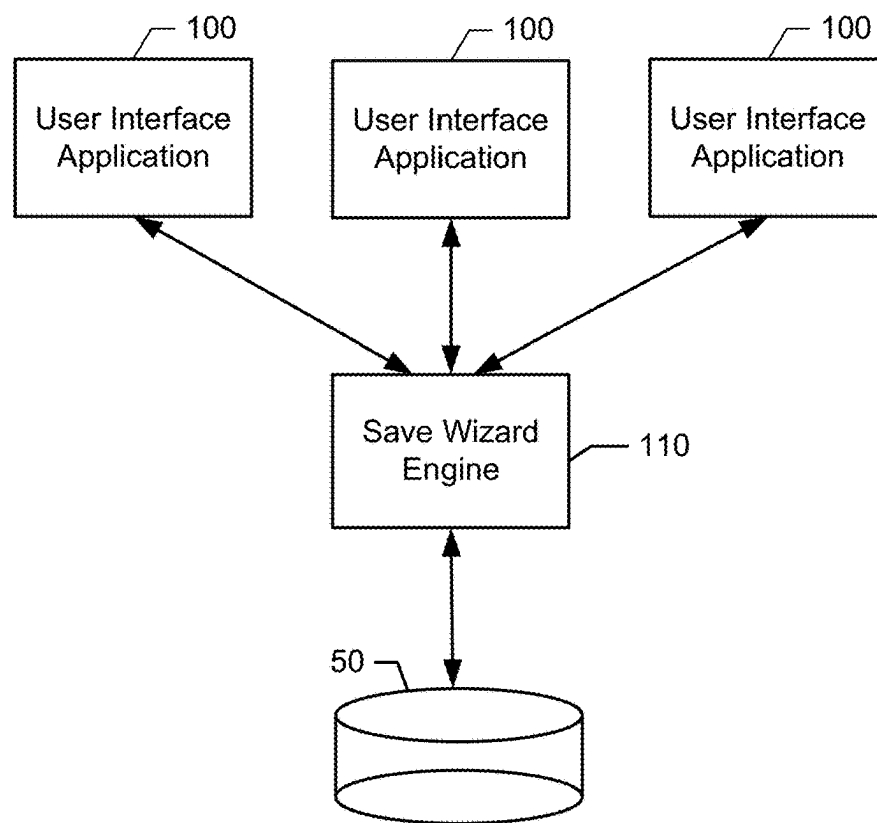 100
100
100
User Interface
Application
User Interface
Application
User Interface
Application
Save Wizard
Engine
110
50